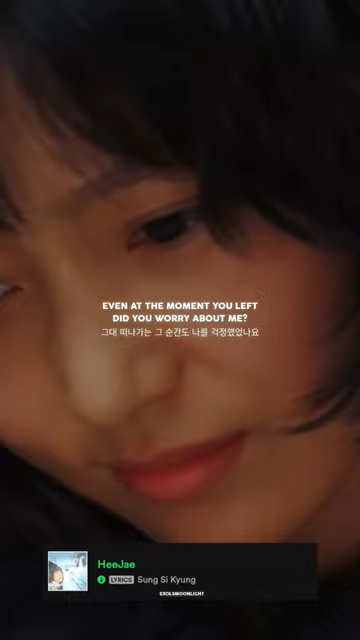 EVEN AT THE MOMENT YOU LEFT
DID YOU WORRY ABOUT ME?
그대 떠나가는 그 순간도 나를 걱정했었나요
HeeJae
LYRICS Sung Si Kyung
EXOLSMOONLIGHT